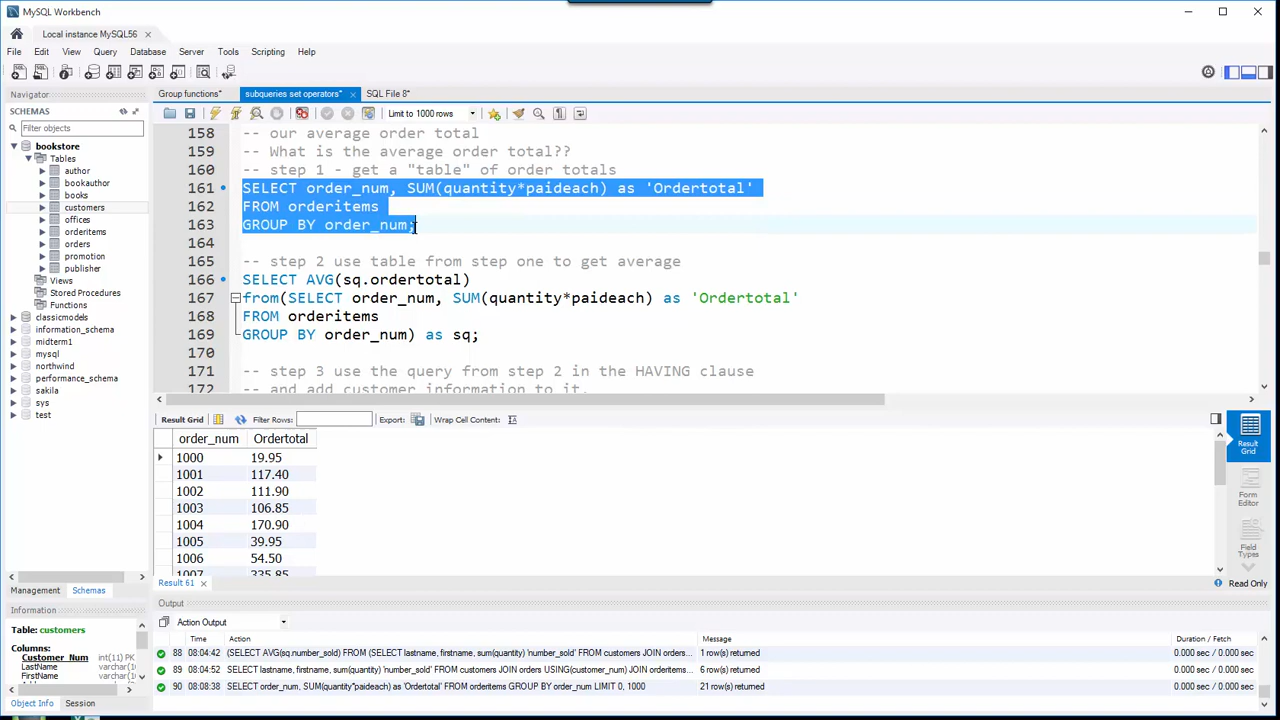 MySQL Workbench
Local instance MySQL56
File Edit View Query Database Server Tools Scripting Help
Navigator
SCHEMAS
Filter objects
bookstore
Tables
author
bookauthor
books
customers
offices
orderitems
orders
promotion
publisher
Views
Stored Procedures
Functions
classicmodels
information_schema
midterm1
mysql
northwind
performance_schema
sakila
sys
test
Management Schemas
Information
Table: customers
Columns:
Customer_Num int(11) PK
LastName varchar(1
FirstName varchar(1
Object Info Session
Group functions* subqueries set operators* SQL File 8*
Limit to 1000 rows
158 -- our average order total
159 -- What is the average order total??
160 -- step 1 - get a "table" of order totals
161 SELECT order_num, SUM(quantity*paideach) as 'Ordertotal'
162 FROM orderitems
163 GROUP BY order_num;
164
165 -- step 2 use table from step one to get average
166 SELECT AVG(sq.ordertotal)
167 from(SELECT order_num, SUM(quantity*paideach) as 'Ordertotal'
168 FROM orderitems
169 GROUP BY order_num) as sq;
170
171 -- step 3 use the query from step 2 in the HAVING clause
172 -- and add customer information to it.
Result Grid Filter Rows: Export: Wrap Cell Content:
order_num Ordertotal
1000 19.95
1001 117.40
1002 111.90
1003 106.85
1004 170.90
1005 39.95
1006 54.50
1007 335.85
Result 61
Result
Grid
Form
Editor
Field
Types
Read Only
Output
Action Output
Time Action Message Duration / Fetch
88 08:04:42 (SELECT AVG(sq.number_sold) FROM (SELECT lastname, firstname, sum(quantity) 'number_sold' FROM customers JOIN orders... 1 row(s) returned 0.000 sec / 0.000 sec
89 08:04:52 SELECT lastname, firstname, sum(quantity) 'number_sold' FROM customers JOIN orders USING(customer_num) JOIN orderitems... 6 row(s) returned 0.000 sec / 0.000 sec
90 08:08:38 SELECT order_num, SUM(quantity*paideach) as 'Ordertotal' FROM orderitems GROUP BY order_num LIMIT 0, 1000 21 row(s) returned 0.000 sec / 0.000 sec